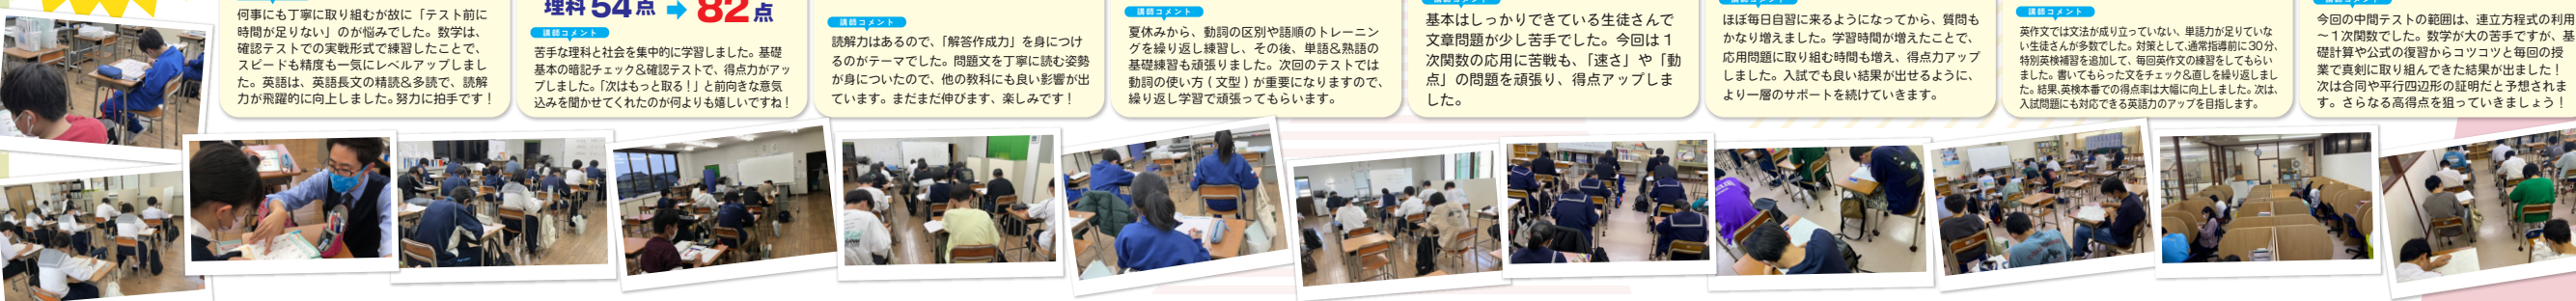 何事にも丁寧に取り組むが故に「テスト前に
時間が足りない」のが悩みでした。数学は、
確認テストでの実戦形式で練習したことで、
スピードも精度も一気にレベルアップしまし
た。英語は、英語長文の精読&多読で、読解
力が飛躍的に向上しました。努力に拍手です！
理科 54点 → 82点
講師コメント
苦手な理科と社会を集中的に学習しました。基礎
基本の暗記チェック&確認テストで、得点力がアッ
プしました。「次はもっと取る！」と前向きな意気
込みを聞かせてくれたのが何よりも嬉しいですね！
講師コメント
読解力はあるので、「解答作成力」を身につけ
るのがテーマでした。問題文を丁寧に読む姿勢
が身についたので、他の教科にも良い影響が出
ています。まだまだ伸びます、楽しみです！
講師コメント
夏休みから、動詞の区別や語順のトレーニン
グを繰り返し練習し、その後、単語&熟語の
基礎練習も頑張りました。次回のテストでは
動詞の使い方(文型)が重要になりますので、
繰り返し学習で頑張ってもらいます。
講師コメント
基本はしっかりできている生徒さんで
文章問題が少し苦手でした。今回は1
次関数の応用に苦戦も、「速さ」や「動
点」の問題を頑張り、得点アップしま
した。
講師コメント
ほぼ毎日自習に来るようになってから、質問も
かなり増えました。学習時間が増えたことで、
応用問題に取り組む時間も増え、得点力アップ
しました。入試でも良い結果が出せるように、
より一層のサポートを続けていきます。
講師コメント
英作文では文法が成り立っていない、単語力が足りていな
い生徒さんが多数でした。対策として、通常指導前に30分、
特別英検補習を追加して、毎回英作文の練習をしてもらい
ました。書いてもらった文をチェック&直しを繰り返しまし
た。結果、英検本番での得点率は大幅に向上しました。次は、
入試問題にも対応できる英語力のアップを目指します。
講師コメント
今回の中間テストの範囲は、連立方程式の利用
～1次関数でした。数学が大の苦手ですが、基
礎計算や公式の復習からコツコツと毎回の授
業で真剣に取り組んできた結果が出ました！
次は合同や平行四辺形の証明だと予想されま
す。さらなる高得点を狙っていきましょう！